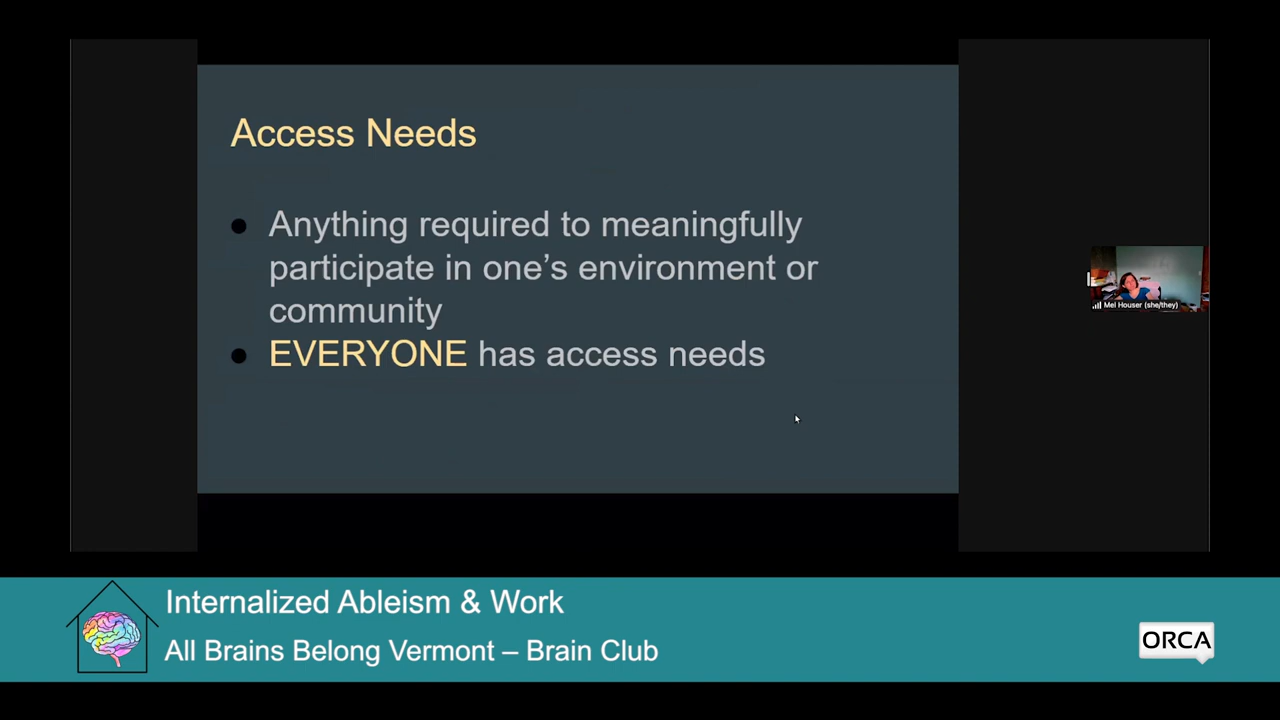 Access Needs
● Anything required to meaningfully
participate in one’s environment or
community
● EVERYONE has access needs
Mel Houser (she/they)
Internalized Ableism & Work
All Brains Belong Vermont – Brain Club
ORCA